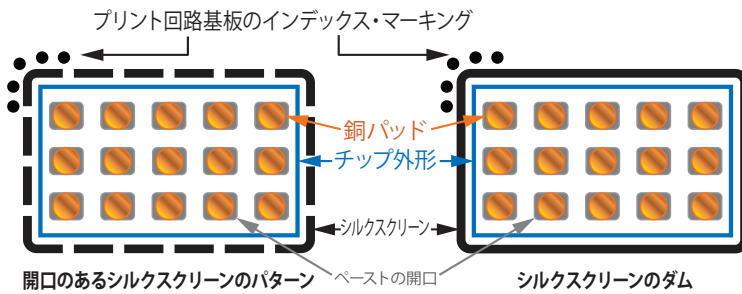 プリント回路基板のインデックス・マーキング
銅パッド
チップ外形
シルクスクリーン
開口のあるシルクスクリーンのパターン
ペーストの開口
シルクスクリーンのダム